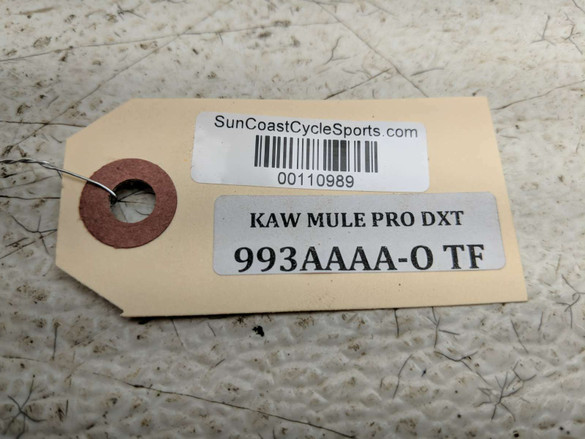 SunCoastCycleSports.com
00110989
KAW MULE PRO DXT
993AAAA-O TF